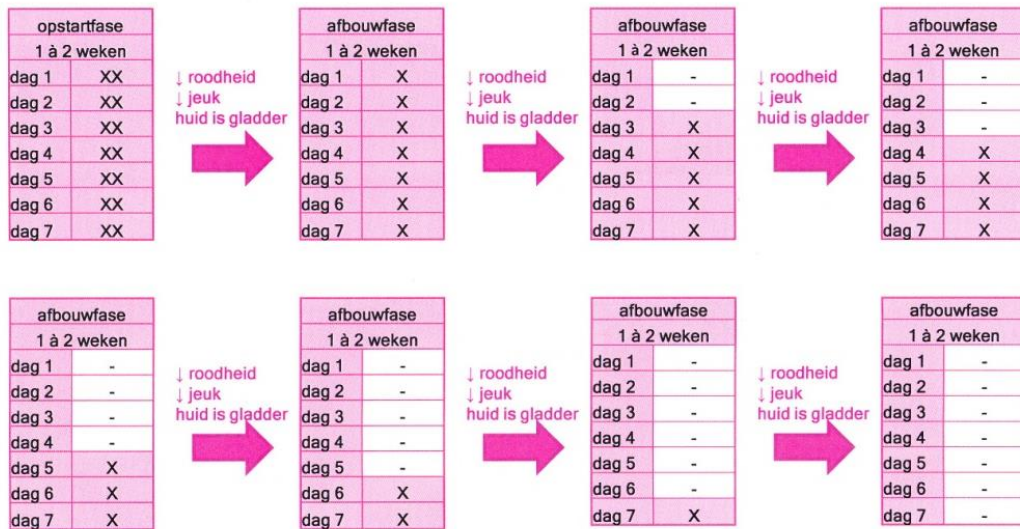 opstartfase
1 à 2 weken
dag 1 XX
dag 2 XX
dag 3 XX
dag 4 XX
dag 5 XX
dag 6 XX
dag 7 XX
↓ roodheid
↓ jeuk
huid is gladder
afbouwfase
1 à 2 weken
dag 1 X
dag 2 X
dag 3 X
dag 4 X
dag 5 X
dag 6 X
dag 7 X
↓ roodheid
↓ jeuk
huid is gladder
afbouwfase
1 à 2 weken
dag 1 -
dag 2 -
dag 3 X
dag 4 X
dag 5 X
dag 6 X
dag 7 X
↓ roodheid
↓ jeuk
huid is gladder
afbouwfase
1 à 2 weken
dag 1 -
dag 2 -
dag 3 -
dag 4 X
dag 5 X
dag 6 X
dag 7 X
afbouwfase
1 à 2 weken
dag 1 -
dag 2 -
dag 3 -
dag 4 -
dag 5 X
dag 6 X
dag 7 X
↓ roodheid
↓ jeuk
huid is gladder
afbouwfase
1 à 2 weken
dag 1 -
dag 2 -
dag 3 -
dag 4 -
dag 5 -
dag 6 X
dag 7 X
↓ roodheid
↓ jeuk
huid is gladder
afbouwfase
1 à 2 weken
dag 1 -
dag 2 -
dag 3 -
dag 4 -
dag 5 -
dag 6 -
dag 7 X
↓ roodheid
↓ jeuk
huid is gladder
afbouwfase
1 à 2 weken
dag 1 -
dag 2 -
dag 3 -
dag 4 -
dag 5 -
dag 6 -
dag 7 -